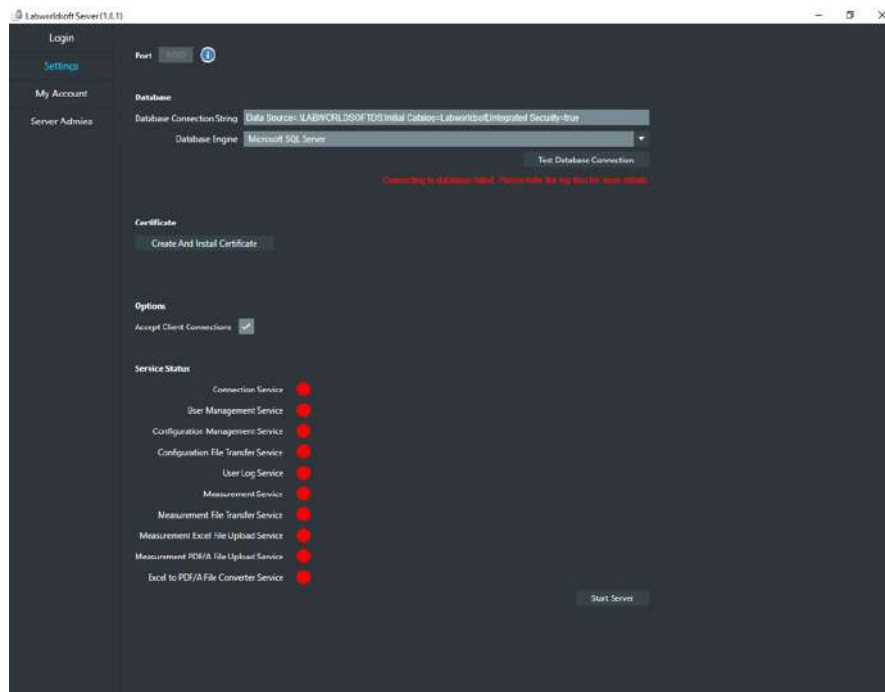 Labworldsoft Server (1.4.1)
Login
Settings
My Account
Server Admins
Port
Database
Database Connection String Data Source=.\LABWORLDSOFTDS;Initial Catalog=Labworldsoft;Integrated Security=true
Database Engine Microsoft SQL Server
Test Database Connection
Connecting to database failed. Please refer the log files for more details.
Certificate
Create And Install Certificate
Options
Accept Client Connections
Service Status
Connection Service
User Management Service
Configuration Management Service
Configuration File Transfer Service
User Log Service
Measurement Service
Measurement File Transfer Service
Measurement Excel File Upload Service
Measurement PDF/A File Upload Service
Excel to PDF/A File Converter Service
Start Server